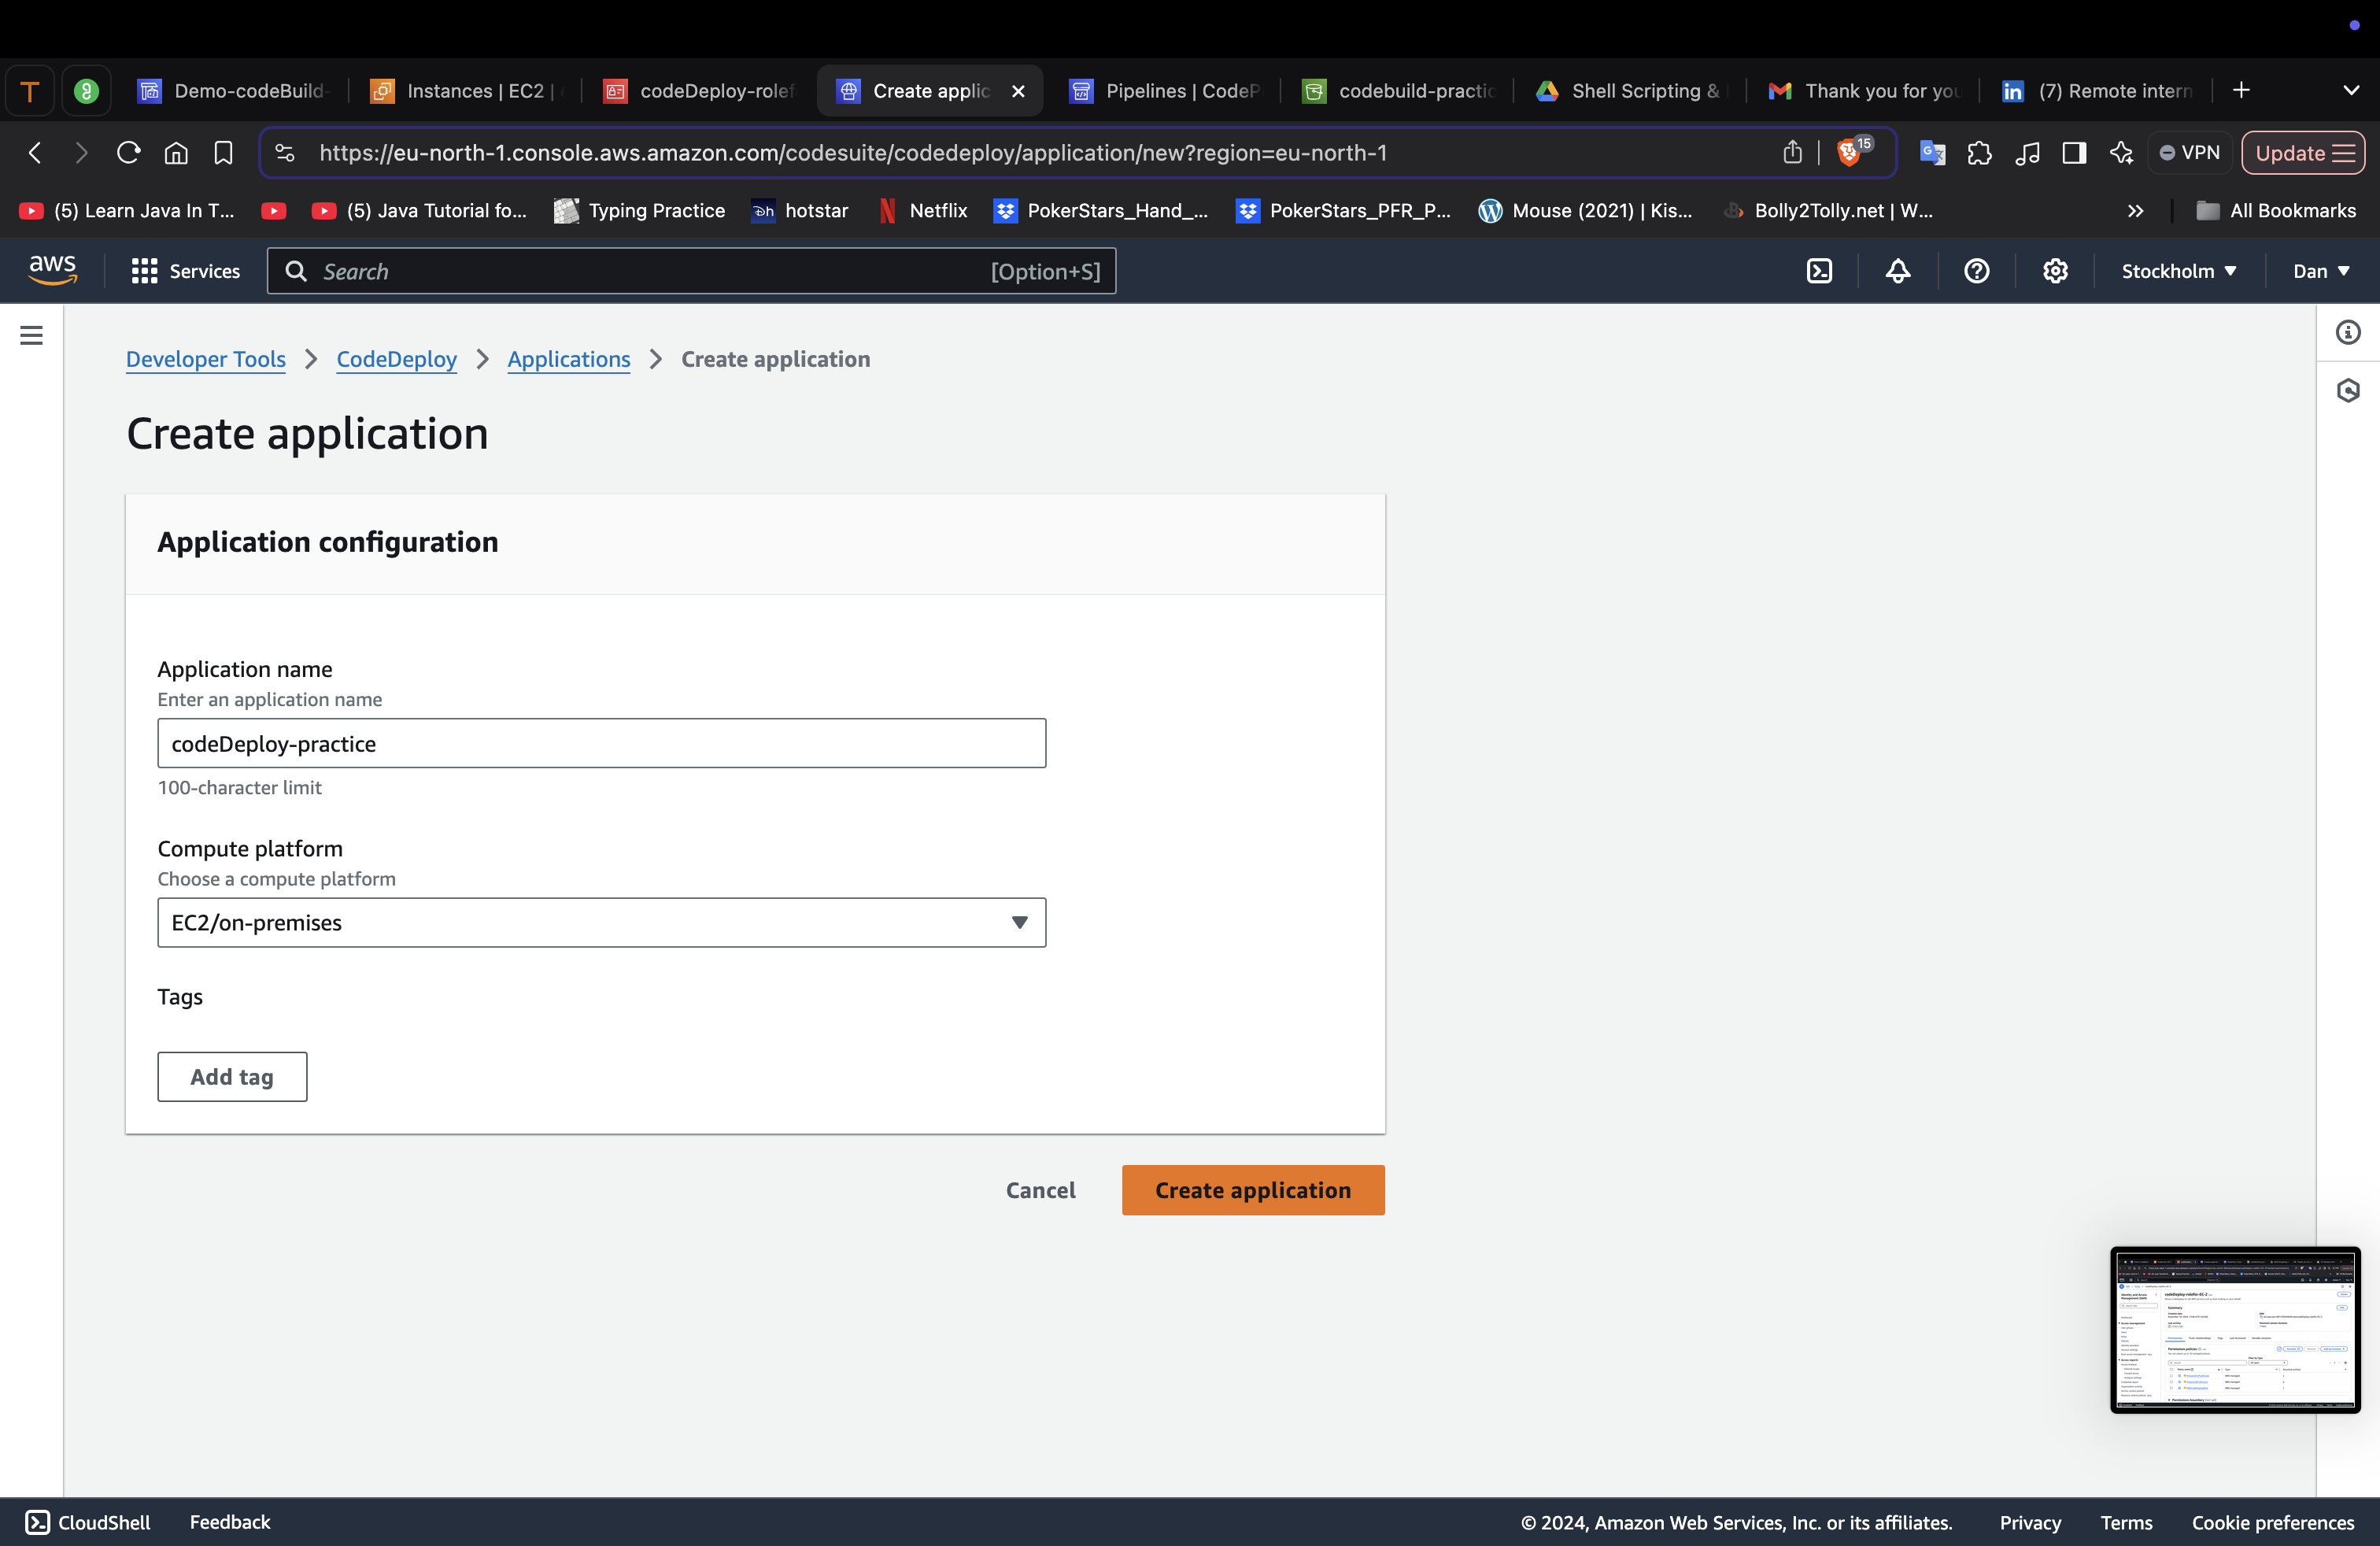 T
Demo-codeBuild-
Instances | EC2 |
codeDeploy-rolef
Create applic
Pipelines | CodeP
codebuild-practic
Shell Scripting &
Thank you for you
(7) Remote intern
https://eu-north-1.console.aws.amazon.com/codesuite/codedeploy/application/new?region=eu-north-1
15
VPN
Update
(5) Learn Java In T...
(5) Java Tutorial fo...
Typing Practice
hotstar
Netflix
PokerStars_Hand_...
PokerStars_PFR_P...
Mouse (2021) | Kis...
Bolly2Tolly.net | W...
All Bookmarks
aws
Services
Search
[Option+S]
Stockholm
Dan
Developer Tools
CodeDeploy
Applications
Create application
Create application
Application configuration
Application name
Enter an application name
codeDeploy-practice
100-character limit
Compute platform
Choose a compute platform
EC2/on-premises
Tags
Add tag
Cancel
Create application
CloudShell
Feedback
© 2024, Amazon Web Services, Inc. or its affiliates.
Privacy
Terms
Cookie preferences